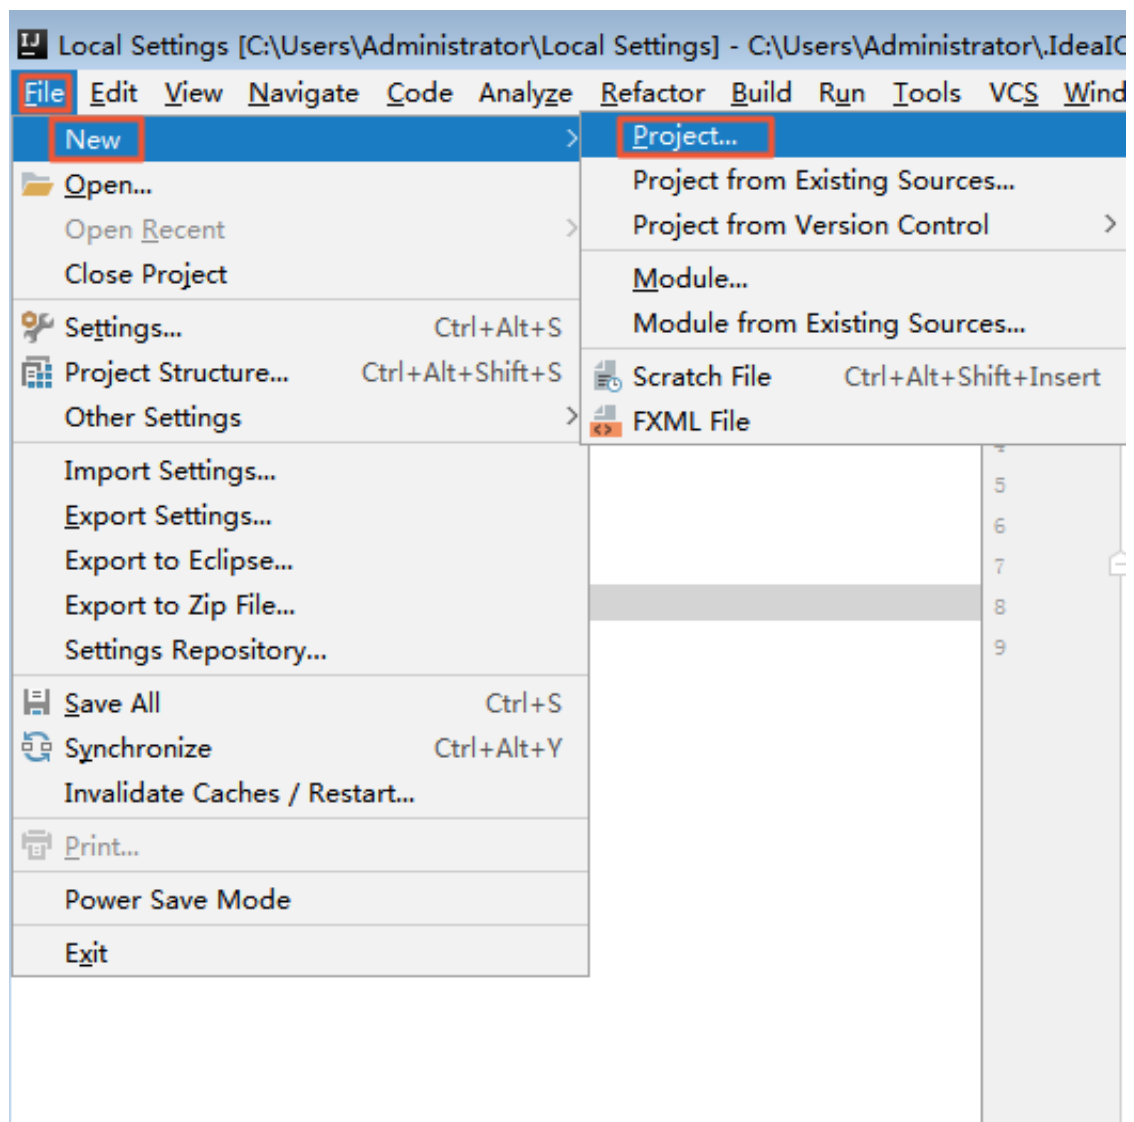 Local Settings [C:\Users\Administrator\Local Settings] - C:\Users\Administrator\.IdeaIC
File Edit View Navigate Code Analyze Refactor Build Run Tools VCS Wind
New
Open...
Open Recent
Close Project
Settings... Ctrl+Alt+S
Project Structure... Ctrl+Alt+Shift+S
Other Settings
Import Settings...
Export Settings...
Export to Eclipse...
Export to Zip File...
Settings Repository...
Save All Ctrl+S
Synchronize Ctrl+Alt+Y
Invalidate Caches / Restart...
Print...
Power Save Mode
Exit
Project...
Project from Existing Sources...
Project from Version Control
Module...
Module from Existing Sources...
Scratch File Ctrl+Alt+Shift+Insert
FXML File
5
6
7
8
9